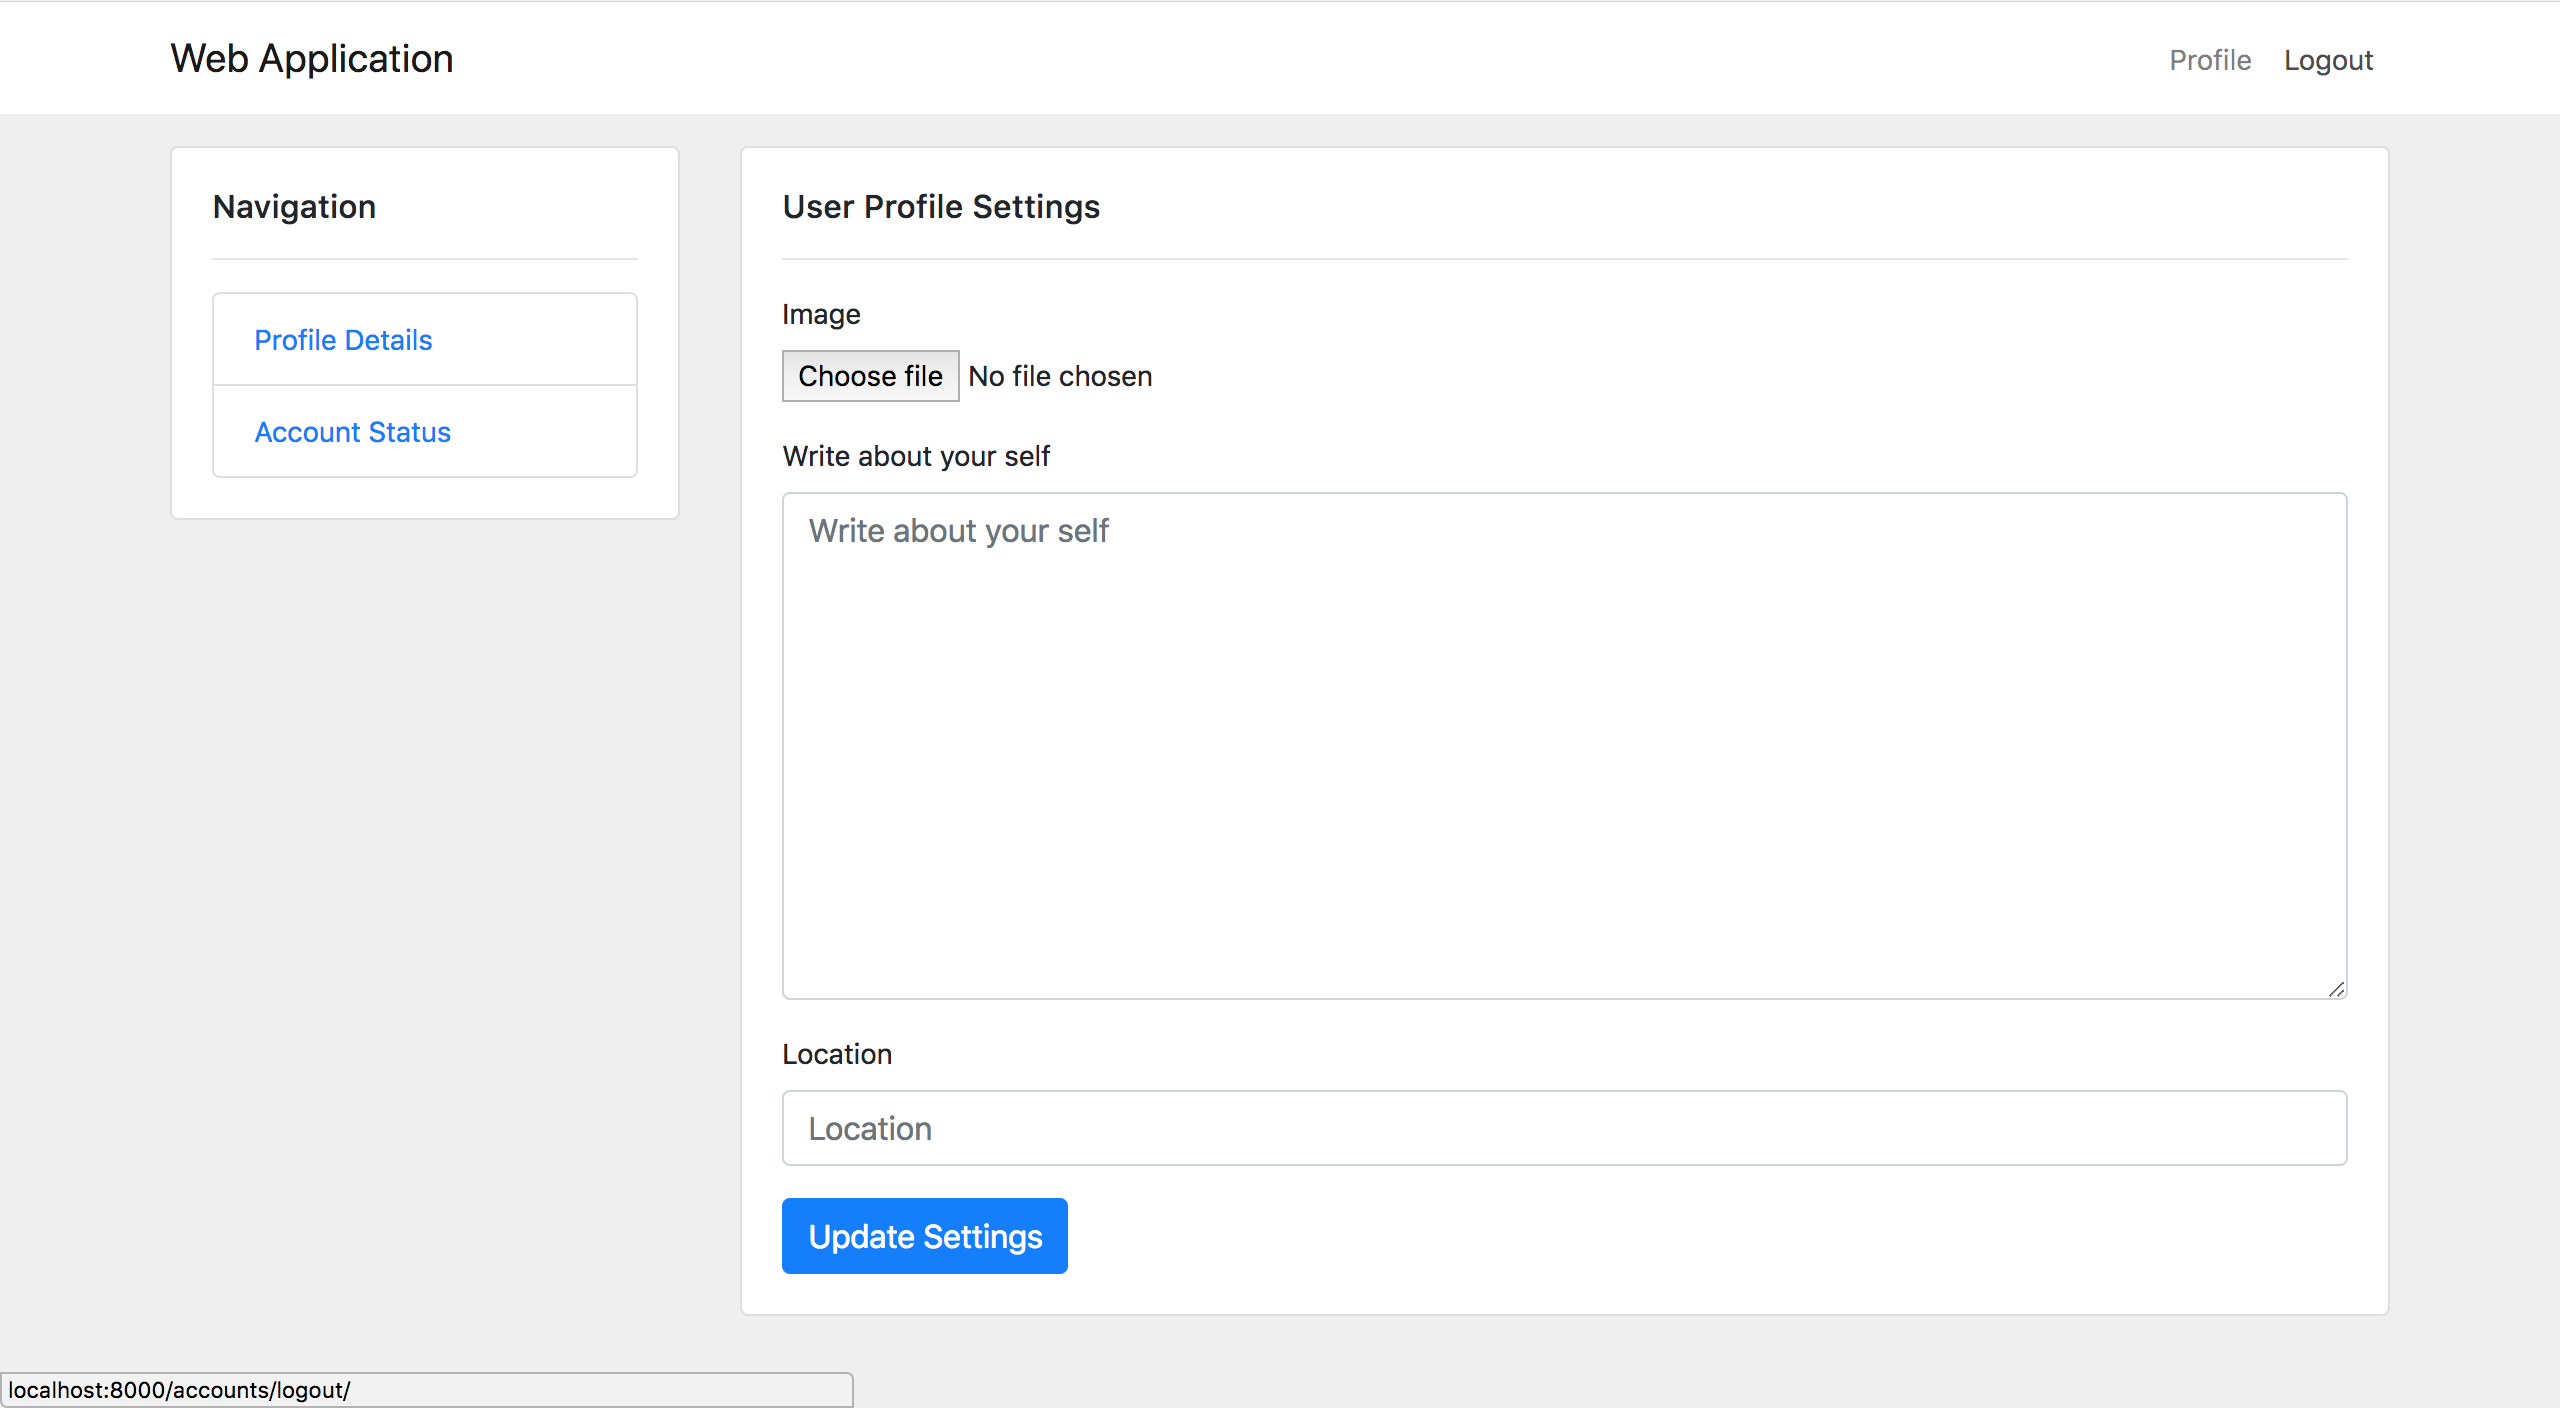 Web Application
Profile Logout
Navigation
Profile Details
Account Status
User Profile Settings
Image
Choose file No file chosen
Write about your self
Write about your self
Location
Location
Update Settings
localhost:8000/accounts/logout/